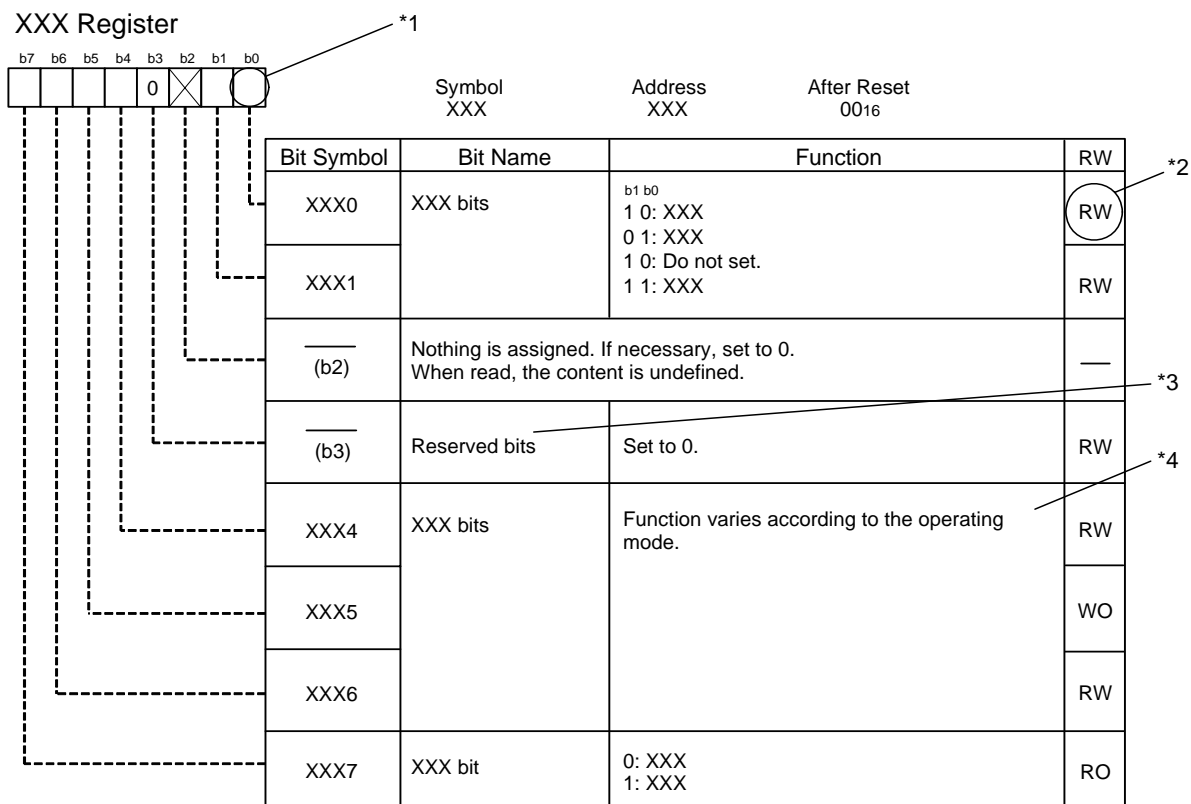 XXX Register
*1
b7 b6 b5 b4 b3 b2 b1 b0
0
Symbol Address After Reset
XXX XXX 0016
Bit Symbol Bit Name Function RW
*2
XXX0 XXX bits
b1 b0
1 0: XXX
0 1: XXX
1 0: Do not set.
1 1: XXX
RW
XXX1 RW
(b2)
Nothing is assigned. If necessary, set to 0.
When read, the content is undefined.
—
*3
(b3) Reserved bits Set to 0. RW
*4
XXX4 XXX bits
Function varies according to the operating
mode.
RW
XXX5 WO
XXX6 RW
XXX7 XXX bit
0: XXX
1: XXX
RO